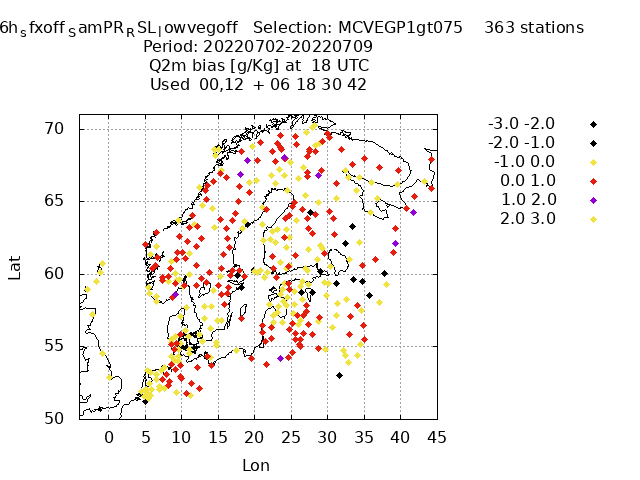 6h_sfxoff_samPR_RSL_lowvegoff Selection: MCVEGP1gt075 363 stations
Period: 20220702-20220709
Q2m bias [g/Kg] at 18 UTC
Used 00,12 + 06 18 30 42
-3.0 -2.0
-2.0 -1.0
-1.0 0.0
0.0 1.0
1.0 2.0
2.0 3.0
70
65
60
55
50
Lat
0 5 10 15 20 25 30 35 40 45
Lon